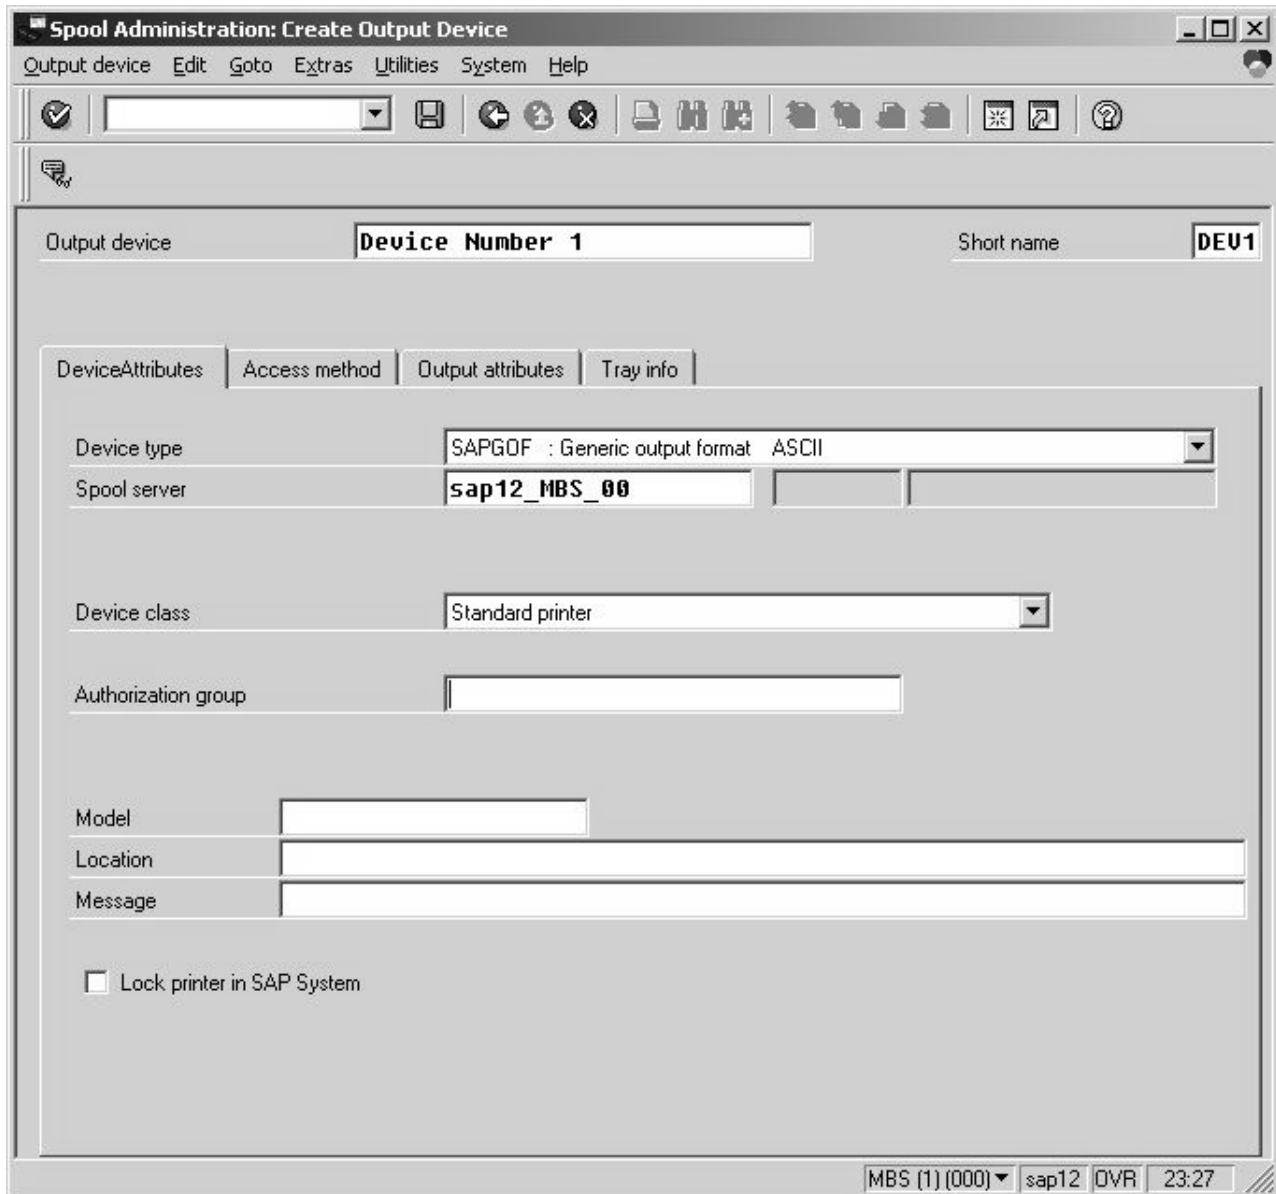 Spool Administration: Create Output Device
Output device Edit Goto Extras Utilities System Help
Output device Device Number 1 Short name DEV1
DeviceAttributes Access method Output attributes Tray info
Device type SAPGOF : Generic output format ASCII
Spool server sap12_MBS_00
Device class Standard printer
Authorization group
Model
Location
Message
Lock printer in SAP System
MBS (1) (000) sap12 OVR 23:27